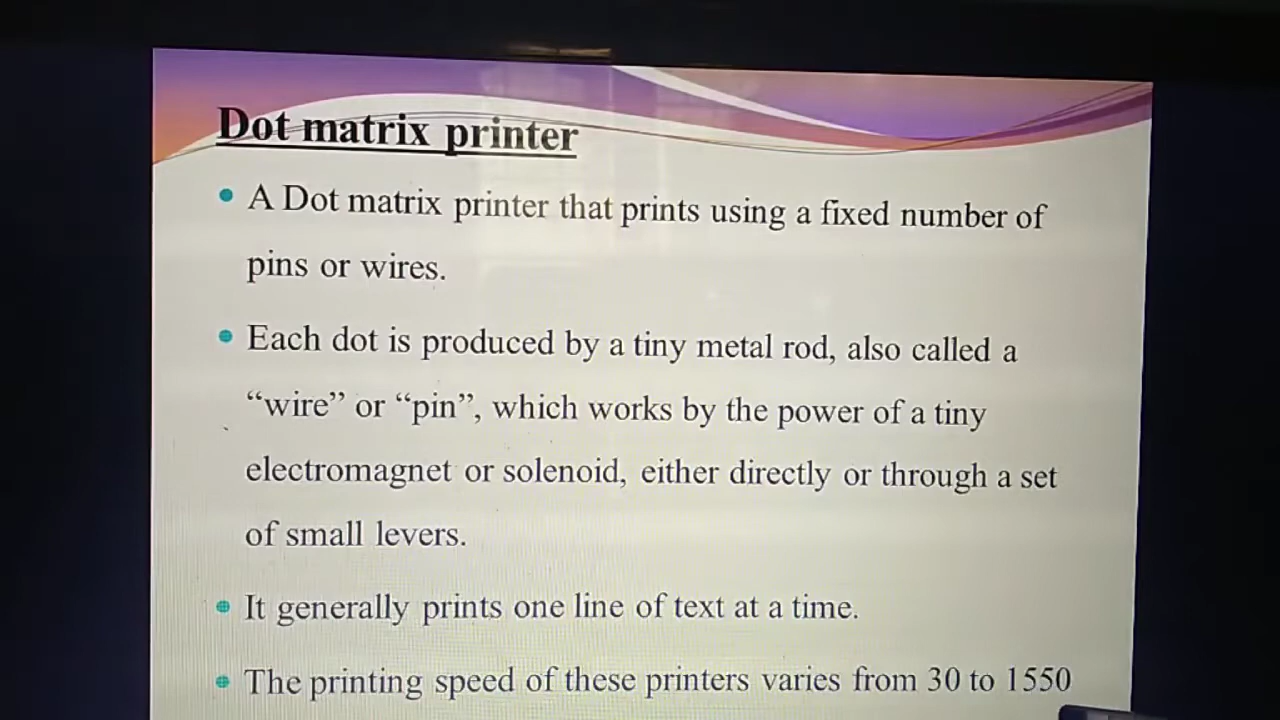 Dot matrix printer
• A Dot matrix printer that prints using a fixed number of
pins or wires.
• Each dot is produced by a tiny metal rod, also called a
“wire” or “pin”, which works by the power of a tiny
electromagnet or solenoid, either directly or through a set
of small levers.
• It generally prints one line of text at a time.
• The printing speed of these printers varies from 30 to 1550